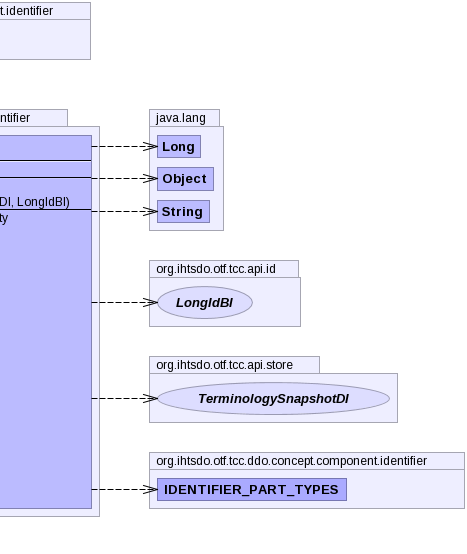 t.identifier
ntifier
DI, LongIdBI)
ty
java.lang
Long
Object
String
org.ihtsdo.otf.tcc.api.id
LongIdBI
org.ihtsdo.otf.tcc.api.store
TerminologySnapshotDI
org.ihtsdo.otf.tcc.ddo.concept.component.identifier
IDENTIFIER_PART_TYPES